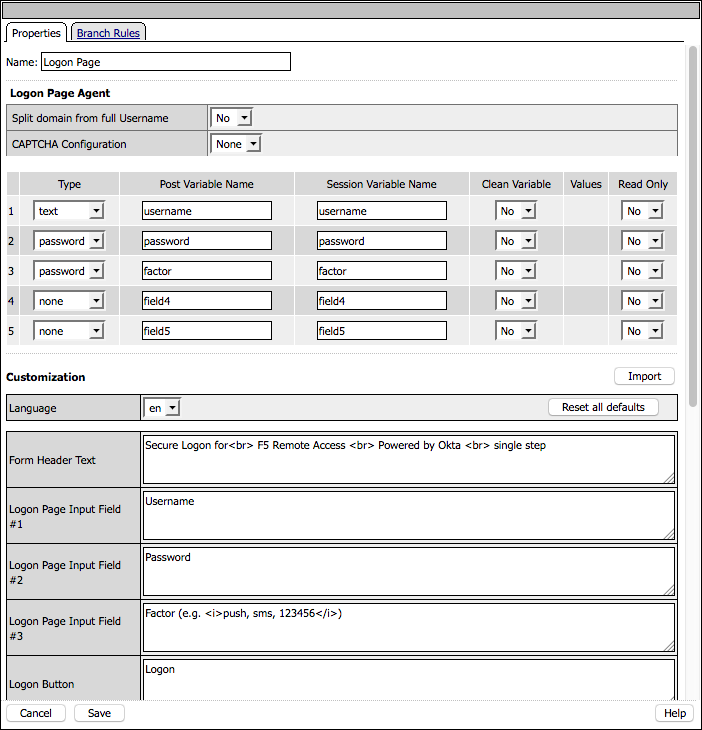 Properties Branch Rules
Name: Logon Page
Logon Page Agent
Split domain from full Username No
CAPTCHA Configuration None
Type Post Variable Name Session Variable Name Clean Variable Values Read Only
1 text username username No No
2 password password password No No
3 password factor factor No No
4 none field4 field4 No No
5 none field5 field5 No No
Customization Import
Language en Reset all defaults
Form Header Text Secure Logon for<br> F5 Remote Access <br> Powered by Okta <br> single step
Logon Page Input Field
#1
Username
Logon Page Input Field
#2
Password
Logon Page Input Field
#3
Factor (e.g. <i>push, sms, 123456</i>)
Logon Button Logon
Cancel Save Help